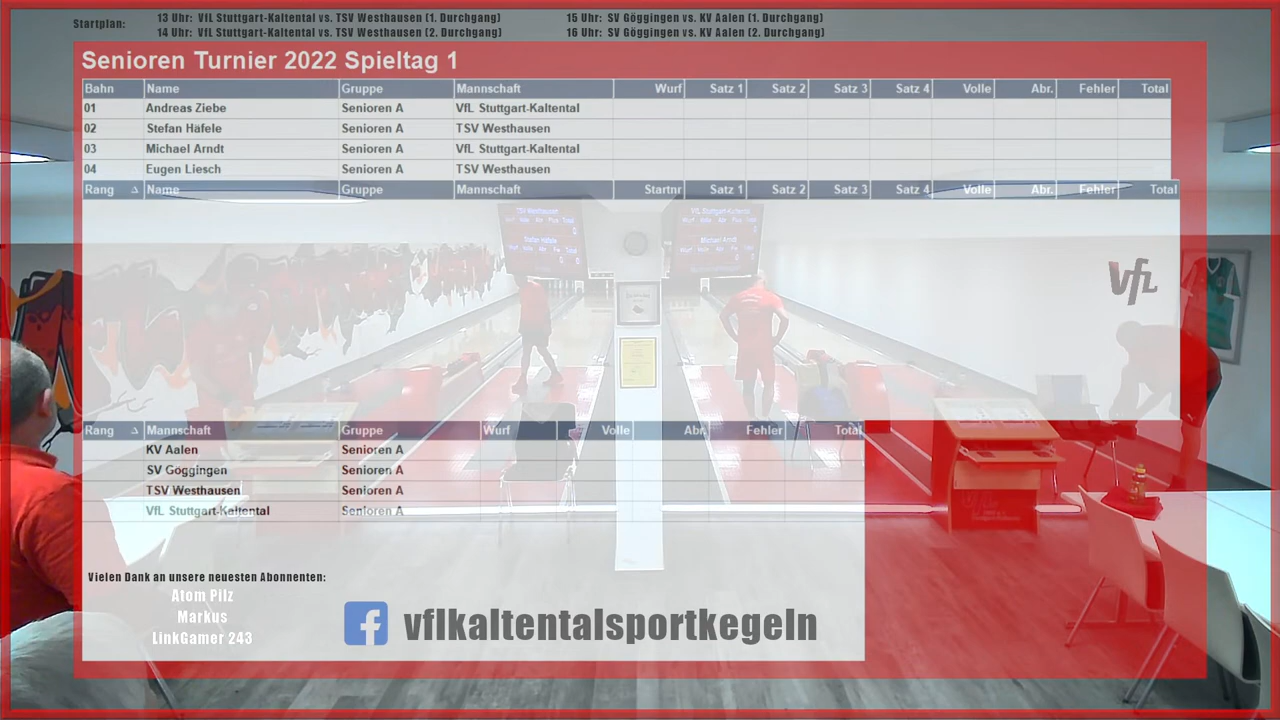 Startplan:
13 Uhr: VfL Stuttgart-Kaltental vs. TSV Westhausen (1. Durchgang)
14 Uhr: VfL Stuttgart-Kaltental vs. TSV Westhausen (2. Durchgang)
15 Uhr: SV Göggingen vs. KV Aalen (1. Durchgang)
16 Uhr: SV Göggingen vs. KV Aalen (2. Durchgang)
Senioren Turnier 2022 Spieltag 1
Bahn Name Gruppe Mannschaft Wurf Satz 1 Satz 2 Satz 3 Satz 4 Volle Abr. Fehler Total
01 Andreas Ziebe Senioren A VfL Stuttgart-Kaltental
02 Stefan Häfele Senioren A TSV Westhausen
03 Michael Arndt Senioren A VfL Stuttgart-Kaltental
04 Eugen Liesch Senioren A TSV Westhausen
Rang Name Gruppe Mannschaft Startnr Satz 1 Satz 2 Satz 3 Satz 4 Volle Abr. Fehler Total
TSV Westhausen
Stefan Häfele
VfL Stuttgart-Kaltental
Michael Arndt
VfL
Rang Mannschaft Gruppe Wurf Volle Abr. Fehler Total
KV Aalen Senioren A
SV Göggingen Senioren A
TSV Westhausen Senioren A
VfL Stuttgart-Kaltental Senioren A
Vielen Dank an unsere neuesten Abonnenten:
Atom Pilz
Markus
LinkGamer 243
vflkaltentalsportkegeln